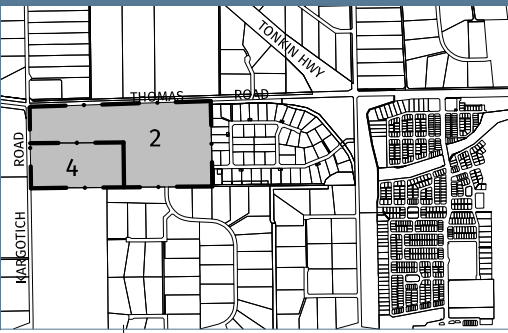 TONKIN HWY
THOMAS ROAD
2
ROAD
4
KARGOTICH